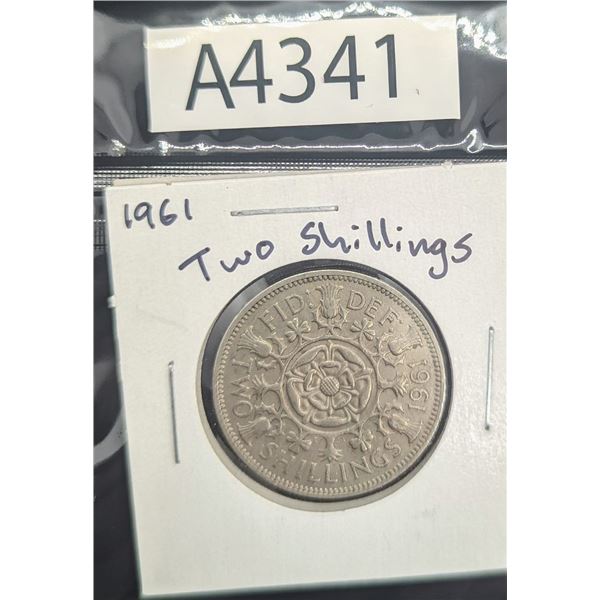 A4341
1961
Two Shillings
FID: DEF:
TWO SHILLINGS 1961